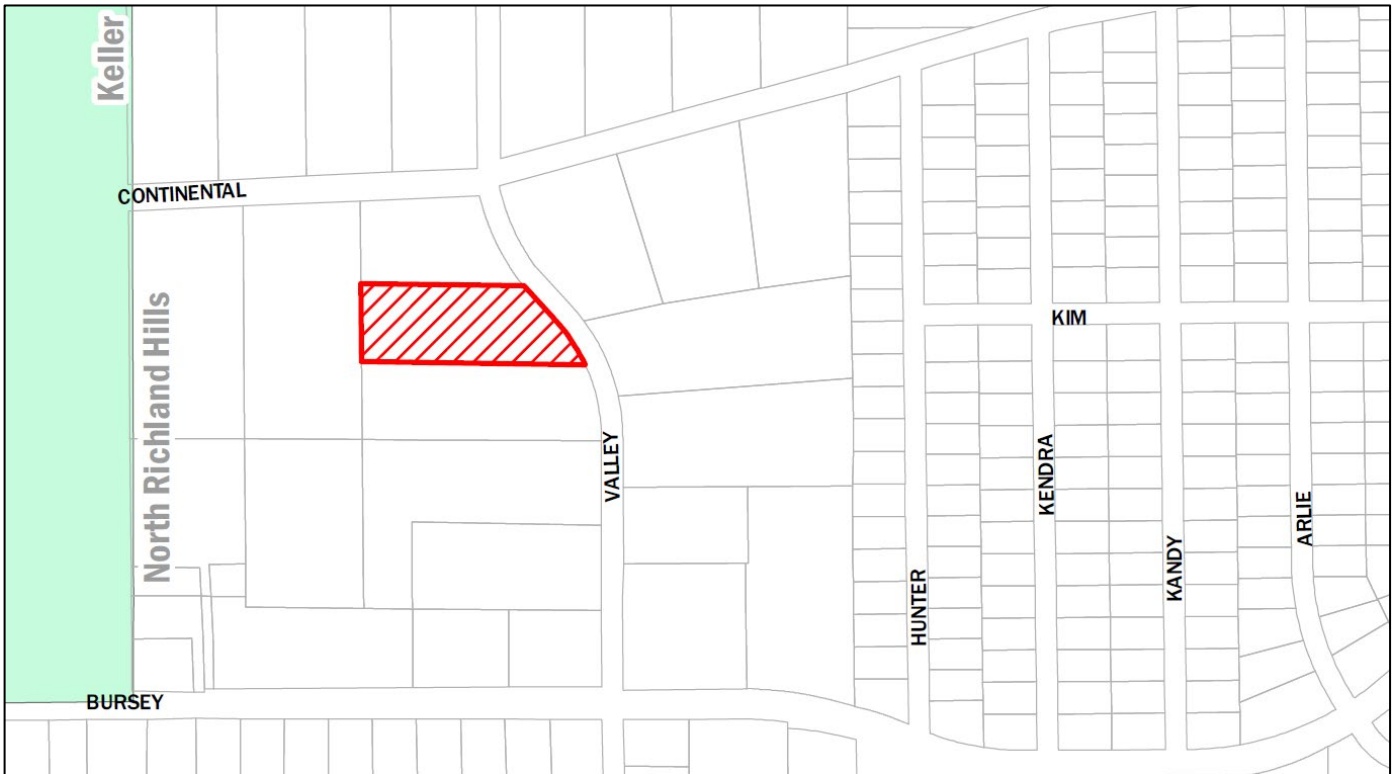 Keller
CONTINENTAL
North Richland Hills
KIM
VALLEY
KENDRA
ARLIE
KANDY
HUNTER
BURSEY